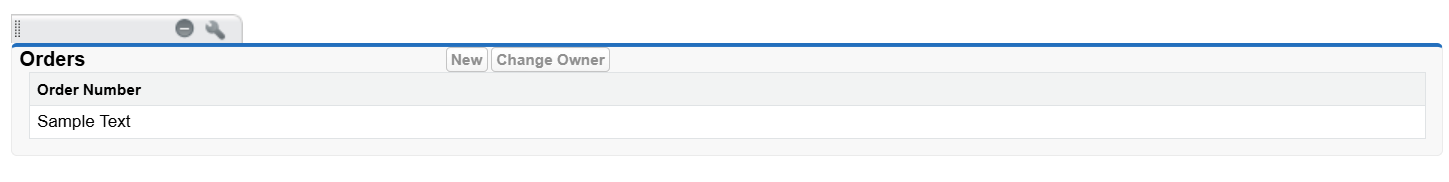 Orders New Change Owner
Order Number
Sample Text